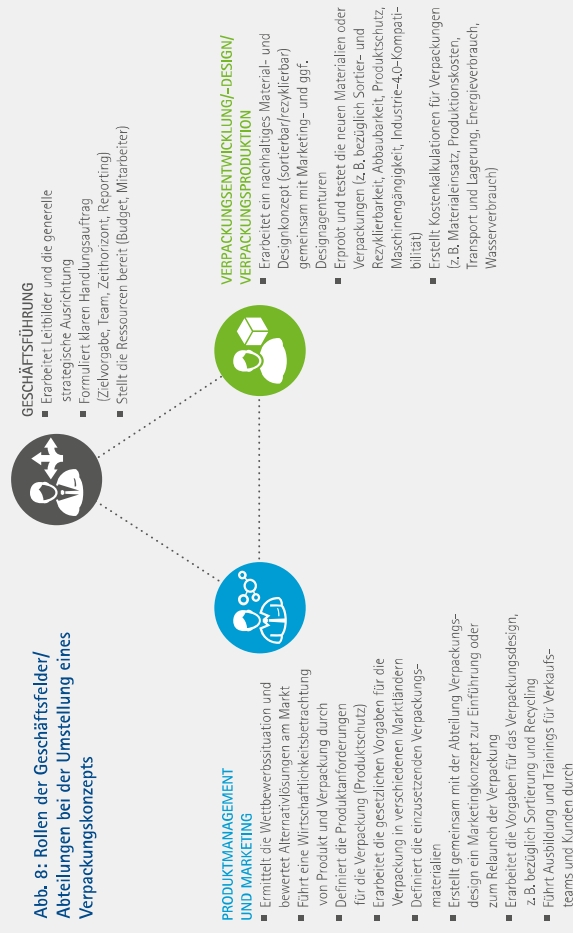 Abb. 8: Rollen der Geschäftsfelder/
Abteilungen bei der Umstellung eines
Verpackungskonzepts
GESCHÄFTSFÜHRUNG
■ Erarbeitet Leitbilder und die generelle
strategische Ausrichtung
■ Formuliert klaren Handlungsauftrag
(Zielvorgabe, Team, Zeithorizont, Reporting)
■ Stellt die Ressourcen bereit (Budget, Mitarbeiter)
PRODUKTMANAGEMENT
UND MARKETING
■ Ermittelt die Wettbewerbssituation und
bewertet Alternativlösungen am Markt
■ Führt eine Wirtschaftlichkeitsbetrachtung
von Produkt und Verpackung durch
■ Definiert die Produktanforderungen
für die Verpackung (Produktschutz)
■ Erarbeitet die gesetzlichen Vorgaben für die
Verpackung in verschiedenen Marktländern
■ Definiert die einzusetzenden Verpackungs-
materialien
■ Erstellt gemeinsam mit der Abteilung Verpackungs-
design ein Marketingkonzept zur Einführung oder
zum Relaunch der Verpackung
■ Erarbeitet die Vorgaben für das Verpackungsdesign,
z. B. bezüglich Sortierung und Recycling
■ Führt Ausbildung und Trainings für Verkaufs-
teams und Kunden durch
VERPACKUNGSENTWICKLUNG/-DESIGN/
VERPACKUNGSPRODUKTION
■ Erarbeitet ein nachhaltiges Material- und
Designkonzept (sortierbar/rezyklierbar)
gemeinsam mit Marketing- und ggf.
Designagenturen
■ Erprobt und testet die neuen Materialien oder
Verpackungen (z. B. bezüglich Sortier- und
Rezyklierbarkeit, Abbaubarkeit, Produktschutz,
Maschinengängigkeit, Industrie-4.0-Kompati-
bilität)
■ Erstellt Kostenkalkulationen für Verpackungen
(z. B. Materialeinsatz, Produktionskosten,
Transport und Lagerung, Energieverbrauch,
Wasserverbrauch)